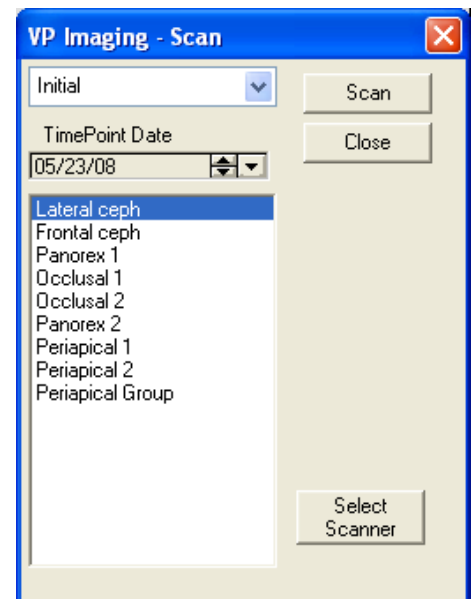 VP Imaging - Scan
Initial
Scan
TimePoint Date
Close
05/23/08
Lateral ceph
Frontal ceph
Panorex 1
Occlusal 1
Occlusal 2
Panorex 2
Periapical 1
Periapical 2
Periapical Group
Select
Scanner